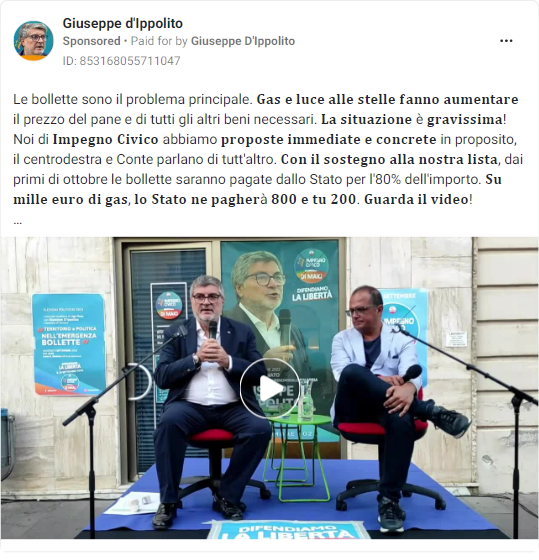 Giuseppe d'Ippolito
Sponsored • Paid for by Giuseppe D'Ippolito
ID: 853168055711047
Le bollette sono il problema principale. Gas e luce alle stelle fanno aumentare
il prezzo del pane e di tutti gli altri beni necessari. La situazione è gravissima!
Noi di Impegno Civico abbiamo proposte immediate e concrete in proposito,
il centrodestra e Conte parlano di tutt'altro. Con il sostegno alla nostra lista, dai
primi di ottobre le bollette saranno pagate dallo Stato per l'80% dell'importo. Su
mille euro di gas, lo Stato ne pagherà 800 e tu 200. Guarda il video!
...
IMPEGNO
CIVICO
DI MAIO
DIFENDIAMO
LA LIBERTÀ
TERRITORIO e POLITICA
NELL'EMERGENZA
BOLLETTE
DIFENDIAMO
LA LIBERTÀ